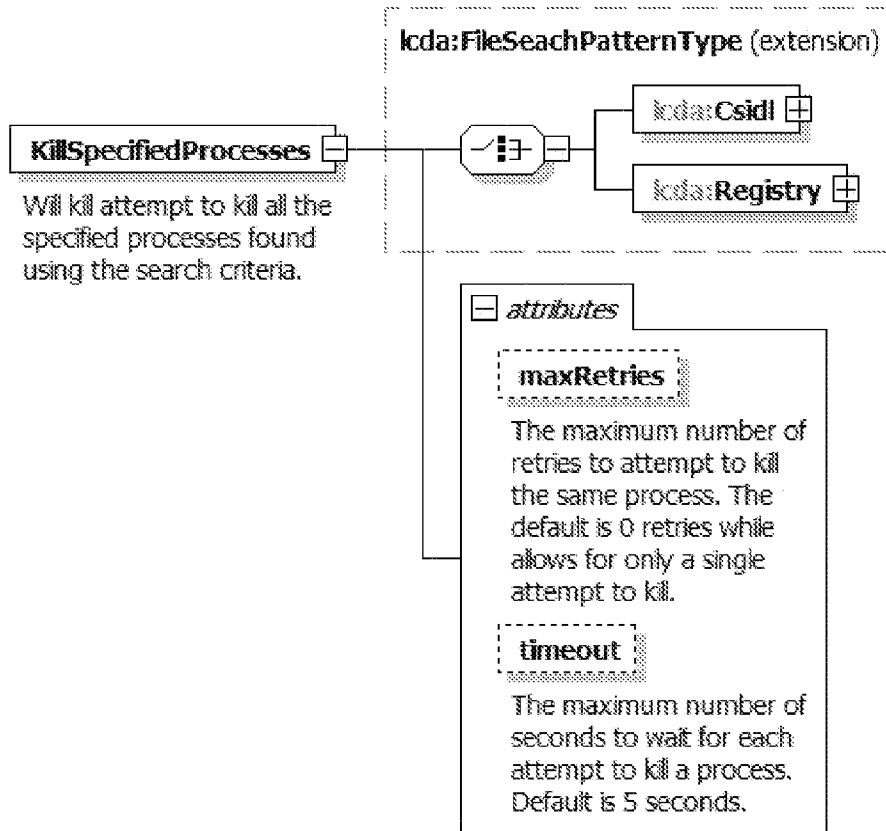 lcda:FileSeachPatternType (extension)
lcda:Csidl
KillSpecifiedProcesses
lcda:Registry
Will kill attempt to kill all the
specified processes found
using the search criteria.
attributes
maxRetries
The maximum number of
retries to attempt to kill
the same process. The
default is 0 retries while
allows for only a single
attempt to kill.
timeout
The maximum number of
seconds to wait for each
attempt to kill a process.
Default is 5 seconds.